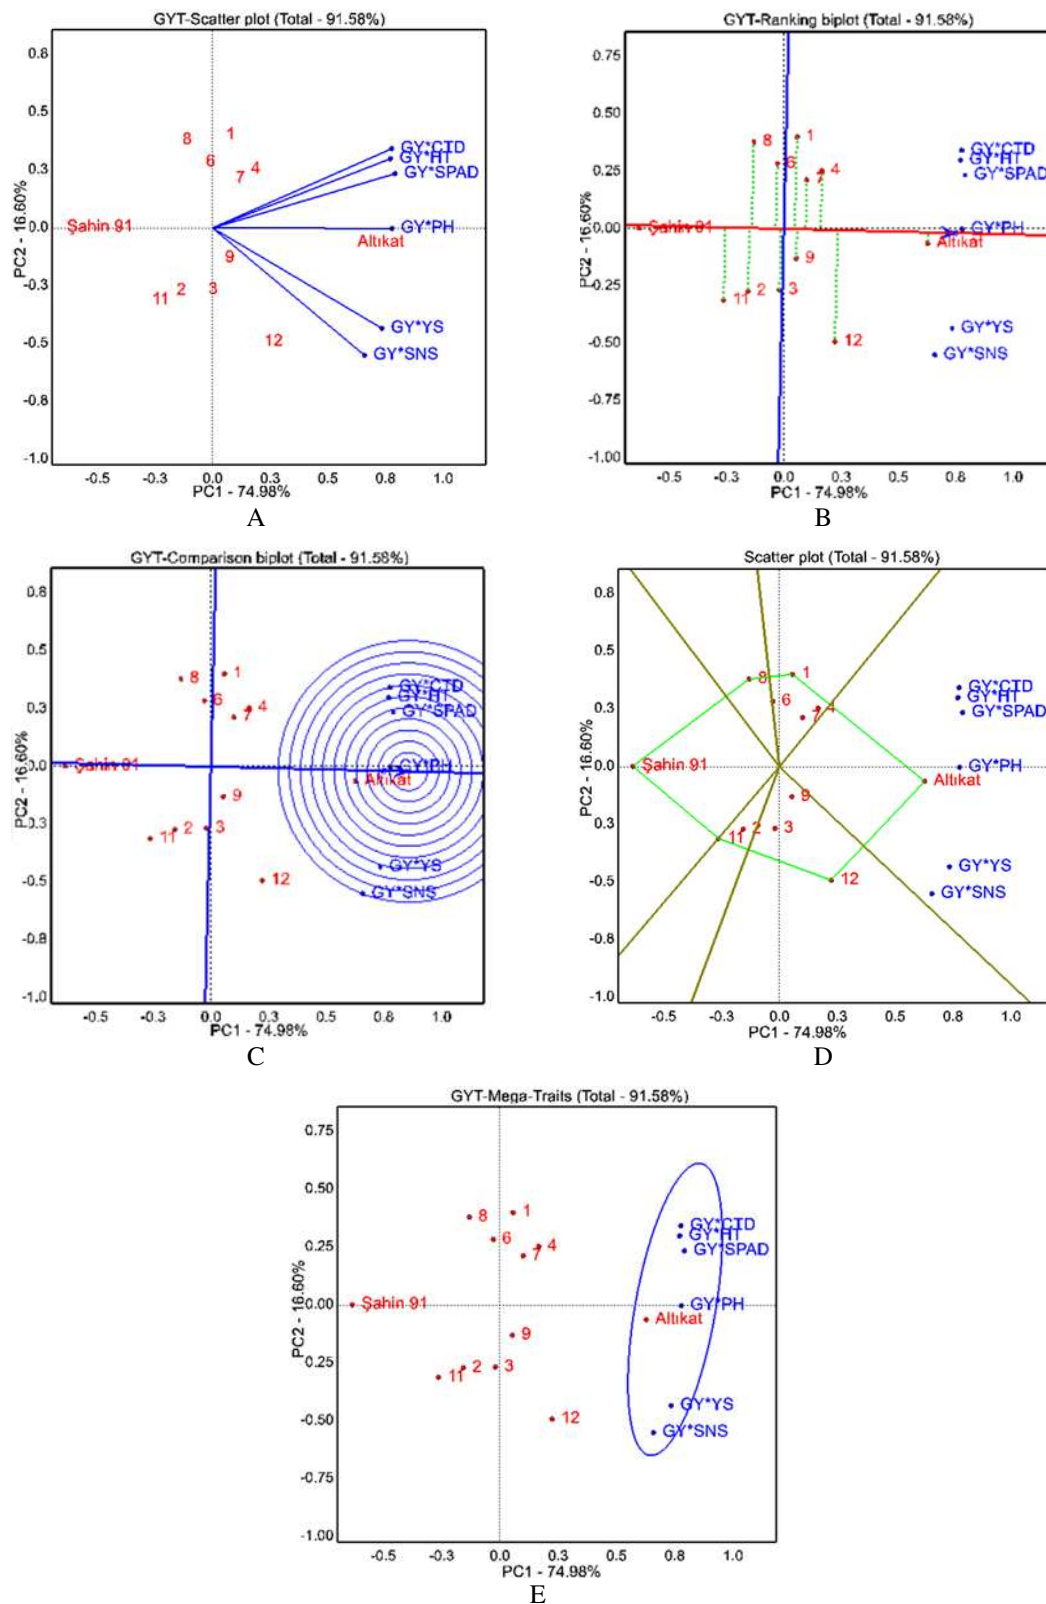 GYT-Scatter plot (Total - 91.58%)
0.8
0.5
0.3
0.0
-0.3
-0.5
-0.8
-1.0
PC2 - 16.60%
8
1
6
4
7
Şahin 91
9
11
2
3
12
Altıkat
GY*CTD
GY*HT
GY*SPAD
GY*PH
GY*YS
GY*SNS
-0.5 -0.3 0.0 0.3 0.5 0.8 1.0
PC1 - 74.98%
A
GYT-Ranking biplot (Total - 91.58%)
0.75
0.50
0.25
0.00
-0.25
-0.50
-0.75
-1.00
PC2 - 16.60%
8
1
6
4
7
Şahin 91
9
11
2
3
12
Altıkat
GY*CTD
GY*HT
GY*SPAD
GY*PH
GY*YS
GY*SNS
-0.5 -0.3 0.0 0.3 0.5 0.8 1.0
PC1 - 74.98%
B
GYT-Comparison biplot (Total - 91.58%)
0.8
0.5
0.3
0.0
0.3
-0.5
-0.8
-1.0
PC2 - 16.60%
8
1
6
4
7
Şahin 91
9
11
2
3
12
Altıkat
GY*CTD
GY*HT
GY*SPAD
GY*PH
GY*YS
GY*SNS
-0.5 -0.3 0.0 0.3 0.5 0.8 1.0
PC1 - 74.98%
C
Scatter plot (Total - 91.58%)
0.8
0.5
0.3
0.0
0.3
-0.5
-0.8
-1.0
PC2 - 16.60%
8
1
6
4
7
Şahin 91
9
11
2
3
12
Altıkat
GY*CTD
GY*HT
GY*SPAD
GY*PH
GY*YS
GY*SNS
-0.5 -0.3 0.0 0.3 0.5 0.8 1.0
PC1 - 74.98%
D
GYT-Mega-Traits (Total - 91.58%)
0.75
0.50
0.25
0.00
0.25
-0.50
-0.75
-1.00
PC2 - 16.60%
8
1
6
4
7
Şahin 91
9
11
2
3
12
Altıkat
GY*CTD
GY*HT
GY*SPAD
GY*PH
GY*YS
GY*SNS
-0.5 -0.3 0.0 0.3 0.5 0.8 1.0
PC1 - 74.98%
E